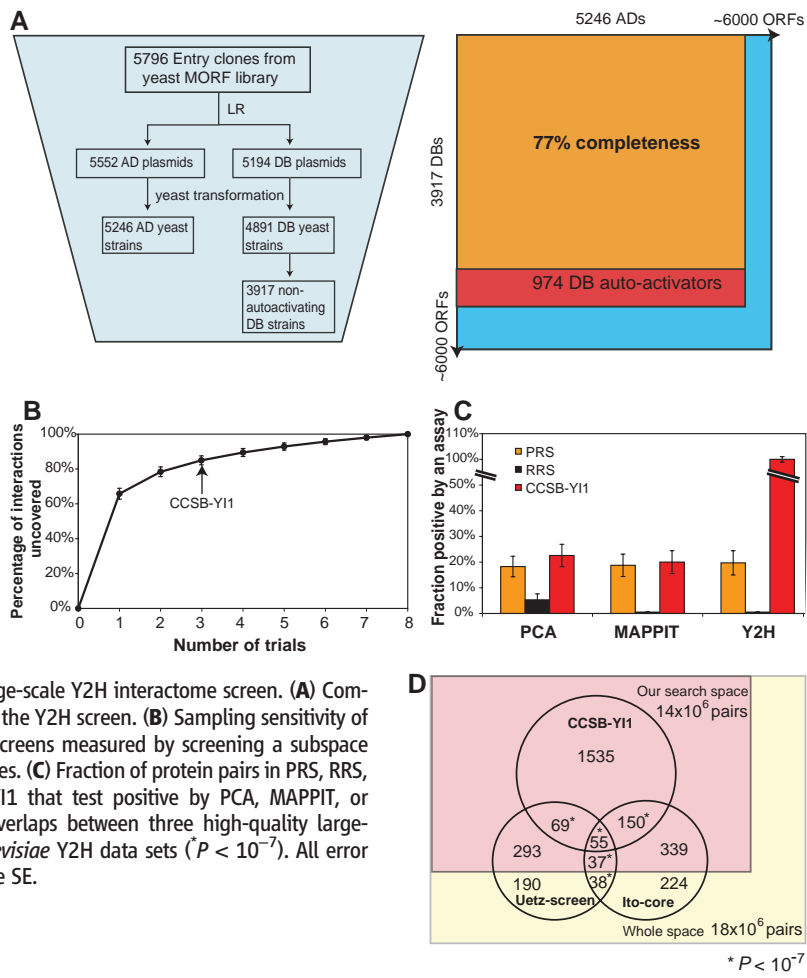 A
5796 Entry clones from
yeast MORF library
LR
5552 AD plasmids
5194 DB plasmids
yeast transformation
5246 AD yeast
strains
4891 DB yeast
strains
3917 non-
autoactivating
DB strains
5246 ADs
~6000 ORFs
3917 DBs
77% completeness
974 DB auto-activators
~6000 ORFs
B
Percentage of interactions
uncovered
100%
80%
60%
40%
20%
0%
CCSB-YI1
0 1 2 3 4 5 6 7 8
Number of trials
C
Fraction positive by an assay
110%
100%
50%
40%
30%
20%
10%
0%
PRS
RRS
CCSB-YI1
PCA MAPPIT Y2H
ge-scale Y2H interactome screen. (A) Com-
the Y2H screen. (B) Sampling sensitivity of
creens measured by screening a subspace
es. (C) Fraction of protein pairs in PRS, RRS,
YI1 that test positive by PCA, MAPPIT, or
verlaps between three high-quality large-
evisiae Y2H data sets (*P < 10⁻⁷). All error
e SE.
D
Our search space
14x10⁶ pairs
CCSB-YI1
1535
69*
*
55
150*
293
37*
339
190
38*
224
Uetz-screen
Ito-core
Whole space 18x10⁶ pairs
* P < 10⁻⁷